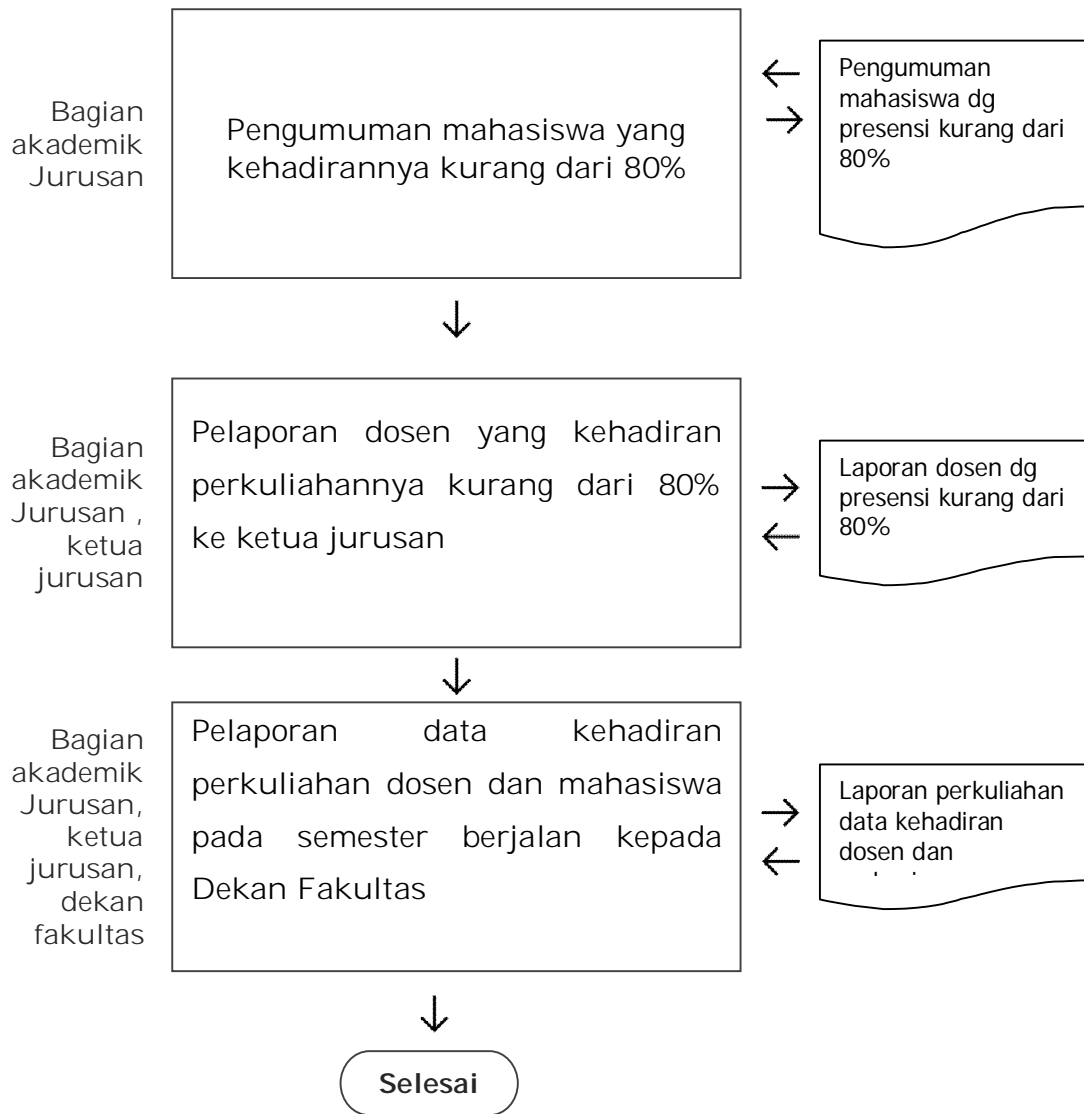 Bagian
akademik
Jurusan
Pengumuman mahasiswa yang
kehadirannya kurang dari 80%
Pengumuman
mahasiswa dg
presensi kurang dari
80%
Bagian
akademik
Jurusan ,
ketua
jurusan
Pelaporan dosen yang kehadiran
perkuliahannya kurang dari 80%
ke ketua jurusan
Laporan dosen dg
presensi kurang dari
80%
Bagian
akademik
Jurusan,
ketua
jurusan,
dekan
fakultas
Pelaporan data kehadiran
perkuliahan dosen dan mahasiswa
pada semester berjalan kepada
Dekan Fakultas
Laporan perkuliahan
data kehadiran
dosen dan
Selesai